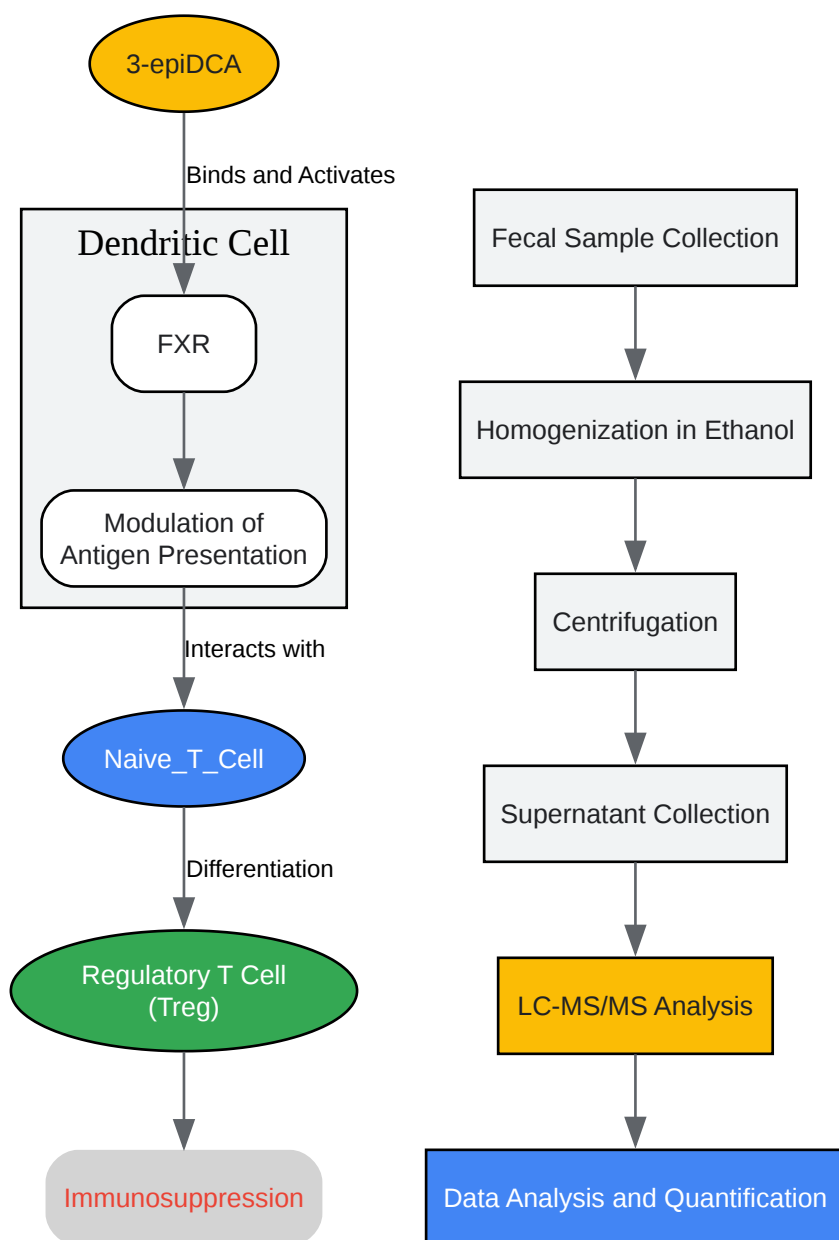 3-epiDCA
Binds and Activates
Dendritic Cell
FXR
Modulation of
Antigen Presentation
Interacts with
Naive_T_Cell
Differentiation
Regulatory T Cell
(Treg)
Immunosuppression
Fecal Sample Collection
Homogenization in Ethanol
Centrifugation
Supernatant Collection
LC-MS/MS Analysis
Data Analysis and Quantification